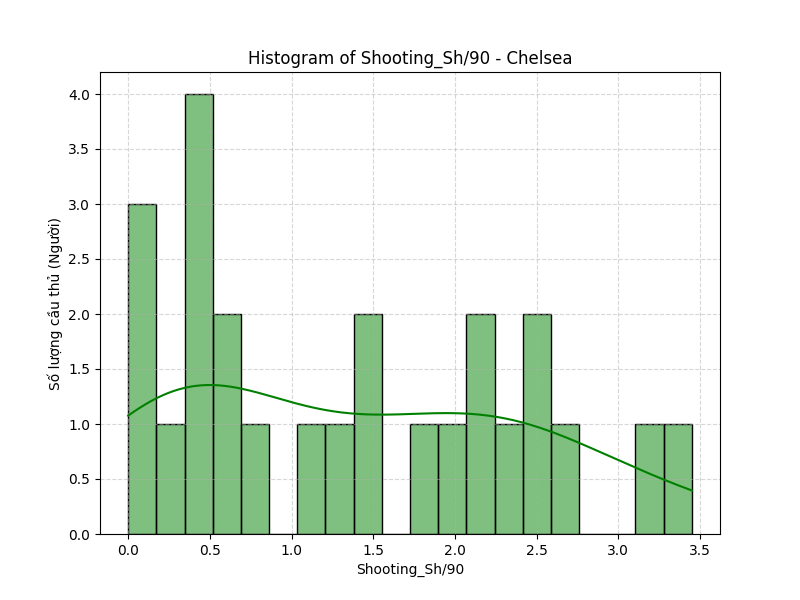 Histogram of Shooting_Sh/90 - Chelsea
Số lượng cầu thủ (Người)
4.0
3.5
3.0
2.5
2.0
1.5
1.0
0.5
0.0
0.0 0.5 1.0 1.5 2.0 2.5 3.0 3.5
Shooting_Sh/90